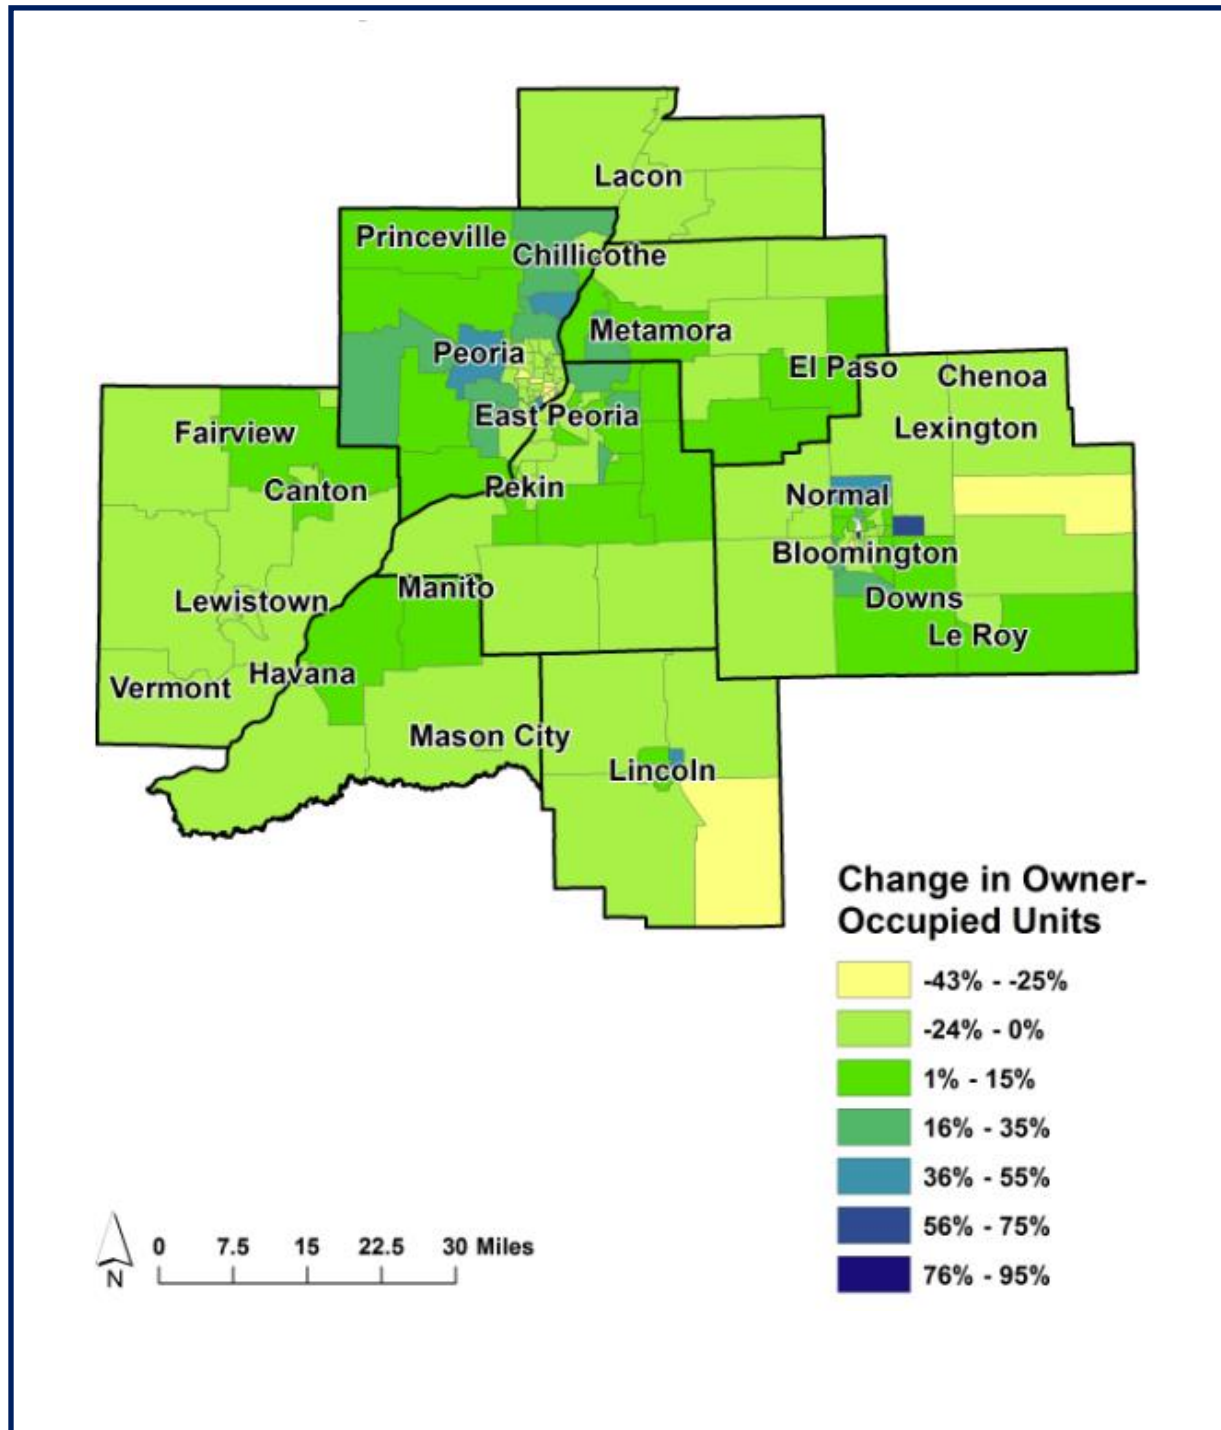 Lacon
Princeville
Chillicothe
Metamora
Peoria
El Paso
Chenoa
East Peoria
Lexington
Fairview
Canton
Pekin
Normal
Bloomington
Manito
Lewistown
Downs
Le Roy
Havana
Vermont
Mason City
Lincoln
Change in Owner-
Occupied Units
-43% - -25%
-24% - 0%
1% - 15%
16% - 35%
36% - 55%
56% - 75%
76% - 95%
N
0 7.5 15 22.5 30 Miles